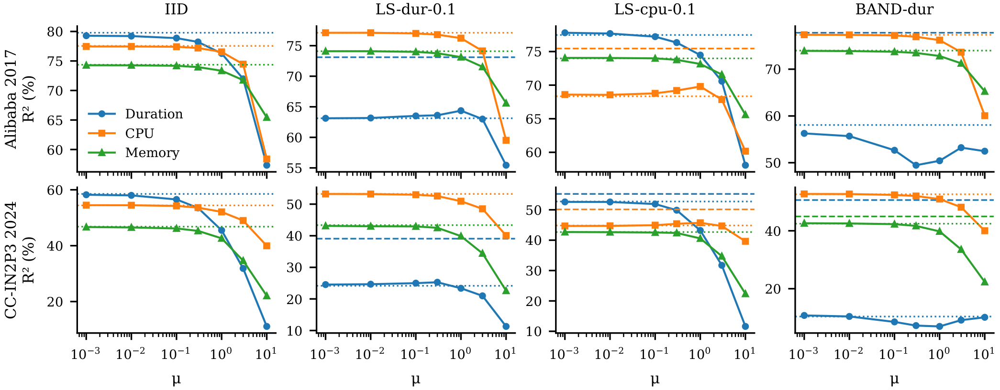 IID LS-dur-0.1 LS-cpu-0.1 BAND-dur
Alibaba 2017
R² (%)
80
75
70
65
60
Duration
CPU
Memory
75
70
65
60
55
75
70
65
60
70
60
50
CC-IN2P3 2024
R² (%)
60
40
20
50
40
30
20
10
50
40
30
20
10
40
20
10⁻³ 10⁻² 10⁻¹ 10⁰ 10¹
10⁻³ 10⁻² 10⁻¹ 10⁰ 10¹
10⁻³ 10⁻² 10⁻¹ 10⁰ 10¹
10⁻³ 10⁻² 10⁻¹ 10⁰ 10¹
μ μ μ μ